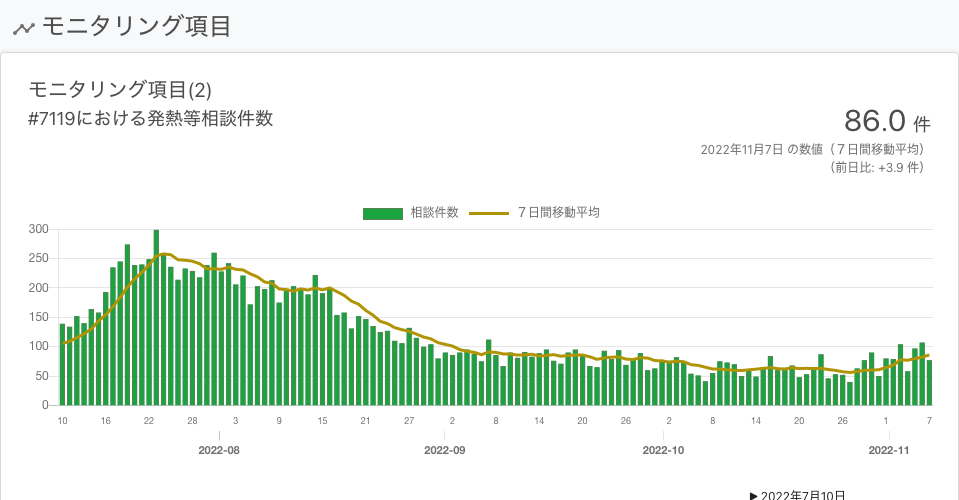 モニタリング項目
モニタリング項目(2)
#7119における発熱等相談件数
86.0 件
2022年11月7日 の数値（７日間移動平均）
（前日比: +3.9 件）
相談件数 ７日間移動平均
300
250
200
150
100
50
0
10 16 22 28 3 9 15 21 27 2 8 14 20 26 2 8 14 20 26 1 7
2022-08 2022-09 2022-10 2022-11
▶ 2022年7月10日